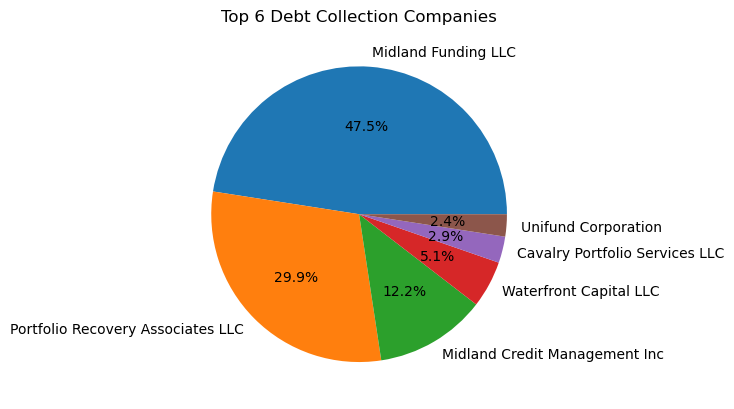 Top 6 Debt Collection Companies
Midland Funding LLC
47.5%
2.4%
Unifund Corporation
2.9%
Cavalry Portfolio Services LLC
5.1%
Waterfront Capital LLC
29.9%
12.2%
Portfolio Recovery Associates LLC
Midland Credit Management Inc